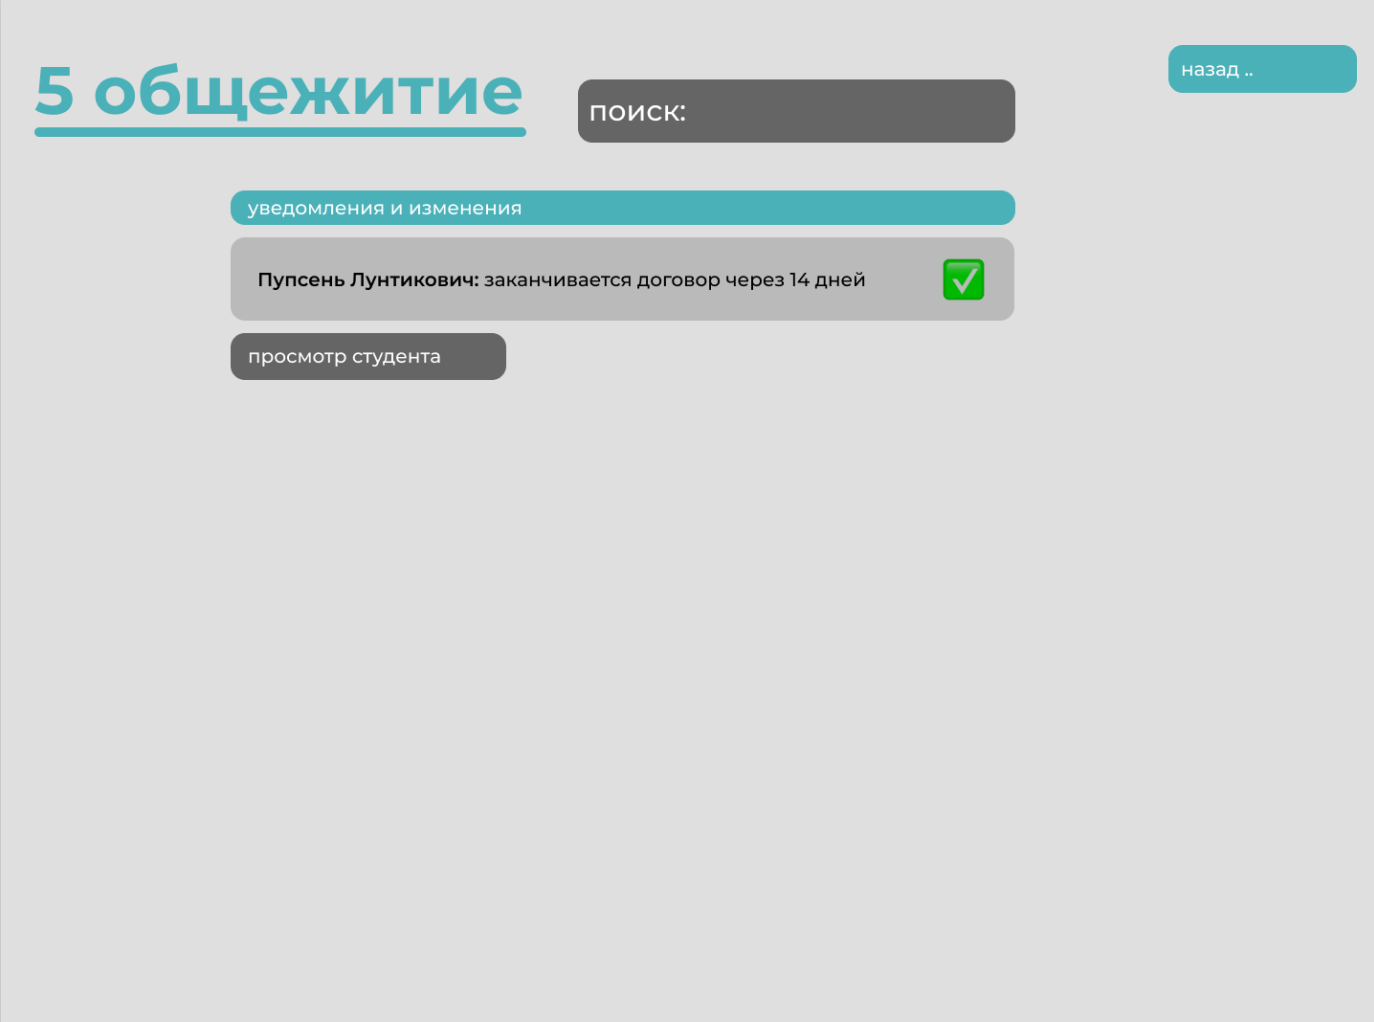 5 общежитие
поиск:
назад ..
уведомления и изменения
Пупсень Лунтикович: заканчивается договор через 14 дней
просмотр студента